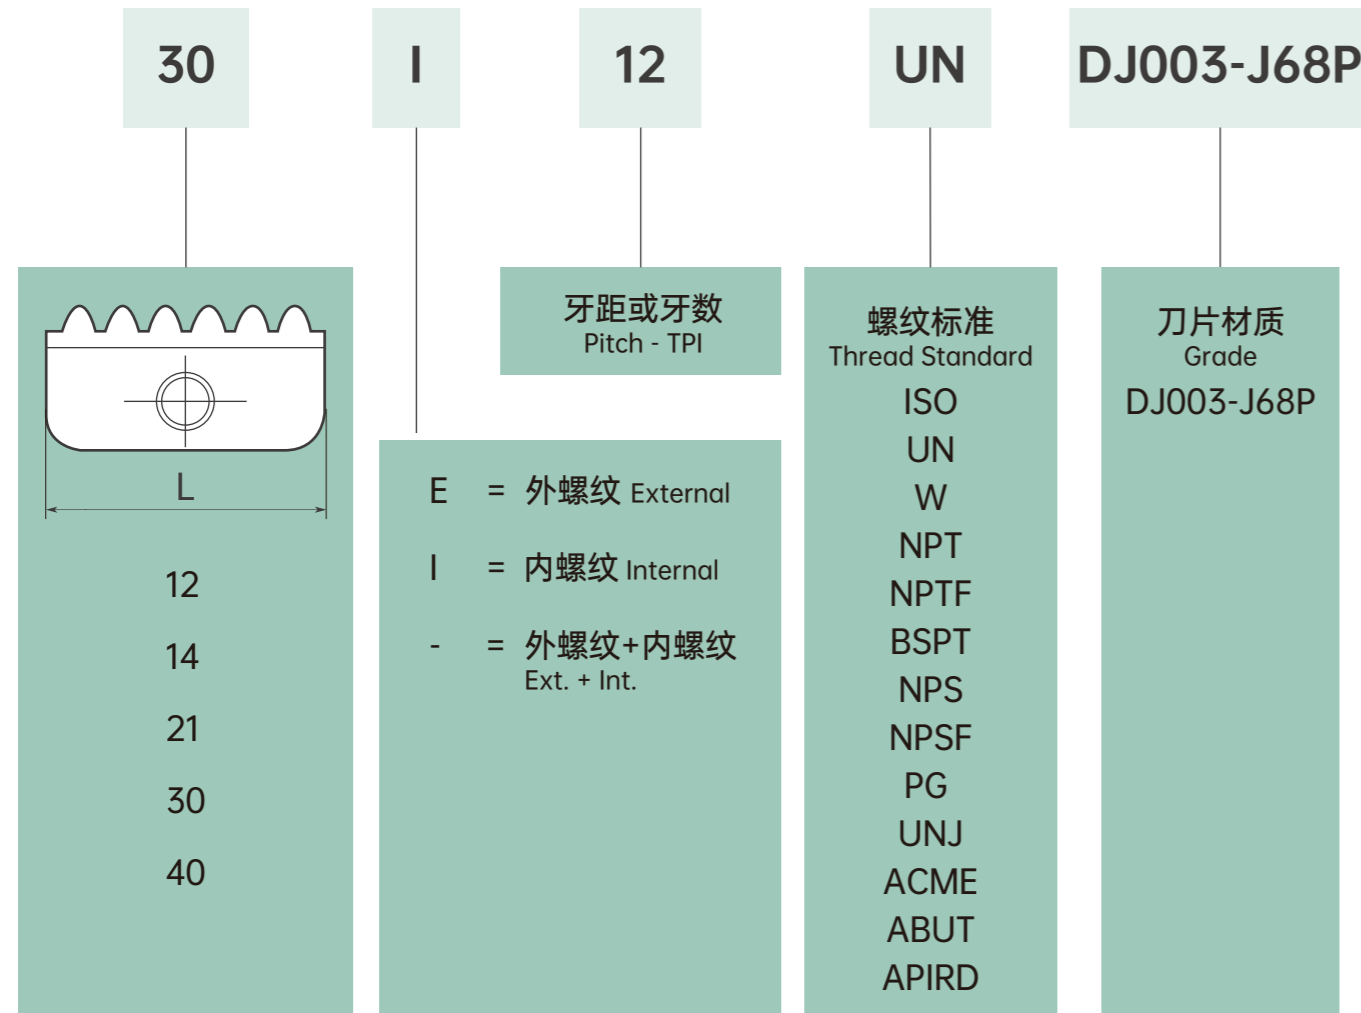 30
I
12
UN
DJ003-J68P
L
12
14
21
30
40
E = 外螺纹 External
I = 内螺纹 Internal
- = 外螺纹+内螺纹
Ext. + Int.
牙距或牙数
Pitch - TPI
螺纹标准
Thread Standard
ISO
UN
W
NPT
NPTF
BSPT
NPS
NPSF
PG
UNJ
ACME
ABUT
APIRD
刀片材质
Grade
DJ003-J68P